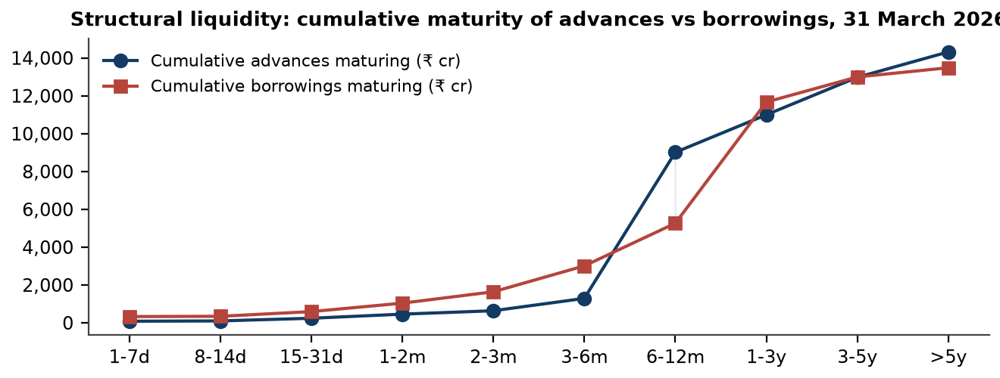 Structural liquidity: cumulative maturity of advances vs borrowings, 31 March 2026
Cumulative advances maturing (₹ cr)
Cumulative borrowings maturing (₹ cr)
14,000
12,000
10,000
8,000
6,000
4,000
2,000
0
1-7d 8-14d 15-31d 1-2m 2-3m 3-6m 6-12m 1-3y 3-5y >5y